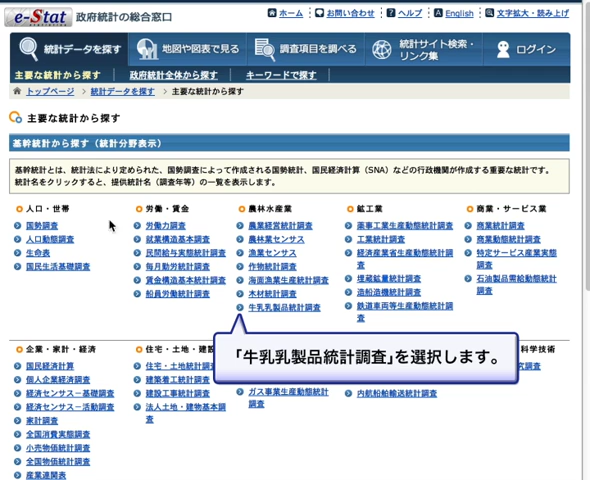 e-Stat 政府統計の総合窓口
ホーム お問い合わせ ヘルプ English 文字拡大・読み上げ
統計データを探す 地図や図表で見る 調査項目を調べる 統計サイト検索・リンク集 ログイン
主要な統計から探す 政府統計全体から探す キーワードで探す
トップページ > 統計データを探す > 主要な統計から探す
主要な統計から探す
基幹統計から探す（統計分野表示）
基幹統計とは、統計法により定められた、国勢調査によって作成される国勢統計、国民経済計算（SNA）などの行政機関が作成する重要な統計です。
統計名をクリックすると、提供統計名（調査年等）の一覧を表示します。
人口・世帯
国勢調査
人口動態調査
生命表
国民生活基礎調査
労働・賃金
労働力調査
就業構造基本調査
民間給与実態統計調査
毎月勤労統計調査
賃金構造基本統計調査
船員労働統計調査
農林水産業
農業経営統計調査
農林業センサス
漁業センサス
作物統計調査
海面漁業生産統計調査
木材統計調査
牛乳乳製品統計調査
鉱工業
薬事工業生産動態統計調査
工業統計調査
経済産業省生産動態統計調査
埋蔵鉱量統計調査
造船造機統計調査
鉄道車両等生産動態統計調査
商業・サービス業
商業統計調査
商業動態統計調査
特定サービス産業実態調査
石油製品需給動態統計調査
「牛乳乳製品統計調査」を選択します。
企業・家計・経済
国民経済計算
個人企業経済調査
経済センサス－基礎調査
経済センサス－活動調査
家計調査
全国消費実態調査
小売物価統計調査
全国物価統計調査
産業連関表
住宅・土地・建設
住宅・土地統計調査
建築着工統計調査
建設工事統計調査
法人土地・建物基本調査
ガス事業生産動態統計調査
内航船舶輸送統計調査
科学技術